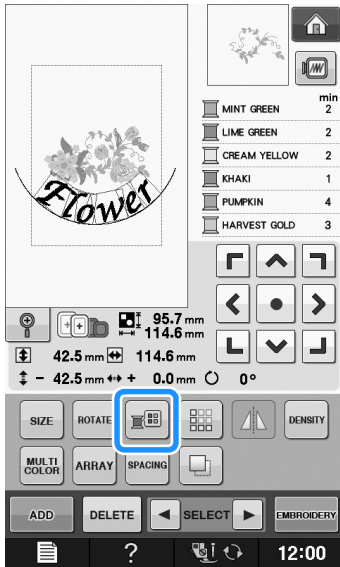 min
MINT GREEN 2
LIME GREEN 2
CREAM YELLOW 2
KHAKI 1
PUMPKIN 4
HARVEST GOLD 3
Flower
95.7 mm
114.6 mm
42.5 mm 114.6 mm
- 42.5 mm + 0.0 mm 0°
SIZE ROTATE DENSITY
MULTI
COLOR ARRAY SPACING
ADD DELETE SELECT EMBROIDERY
? 12:00